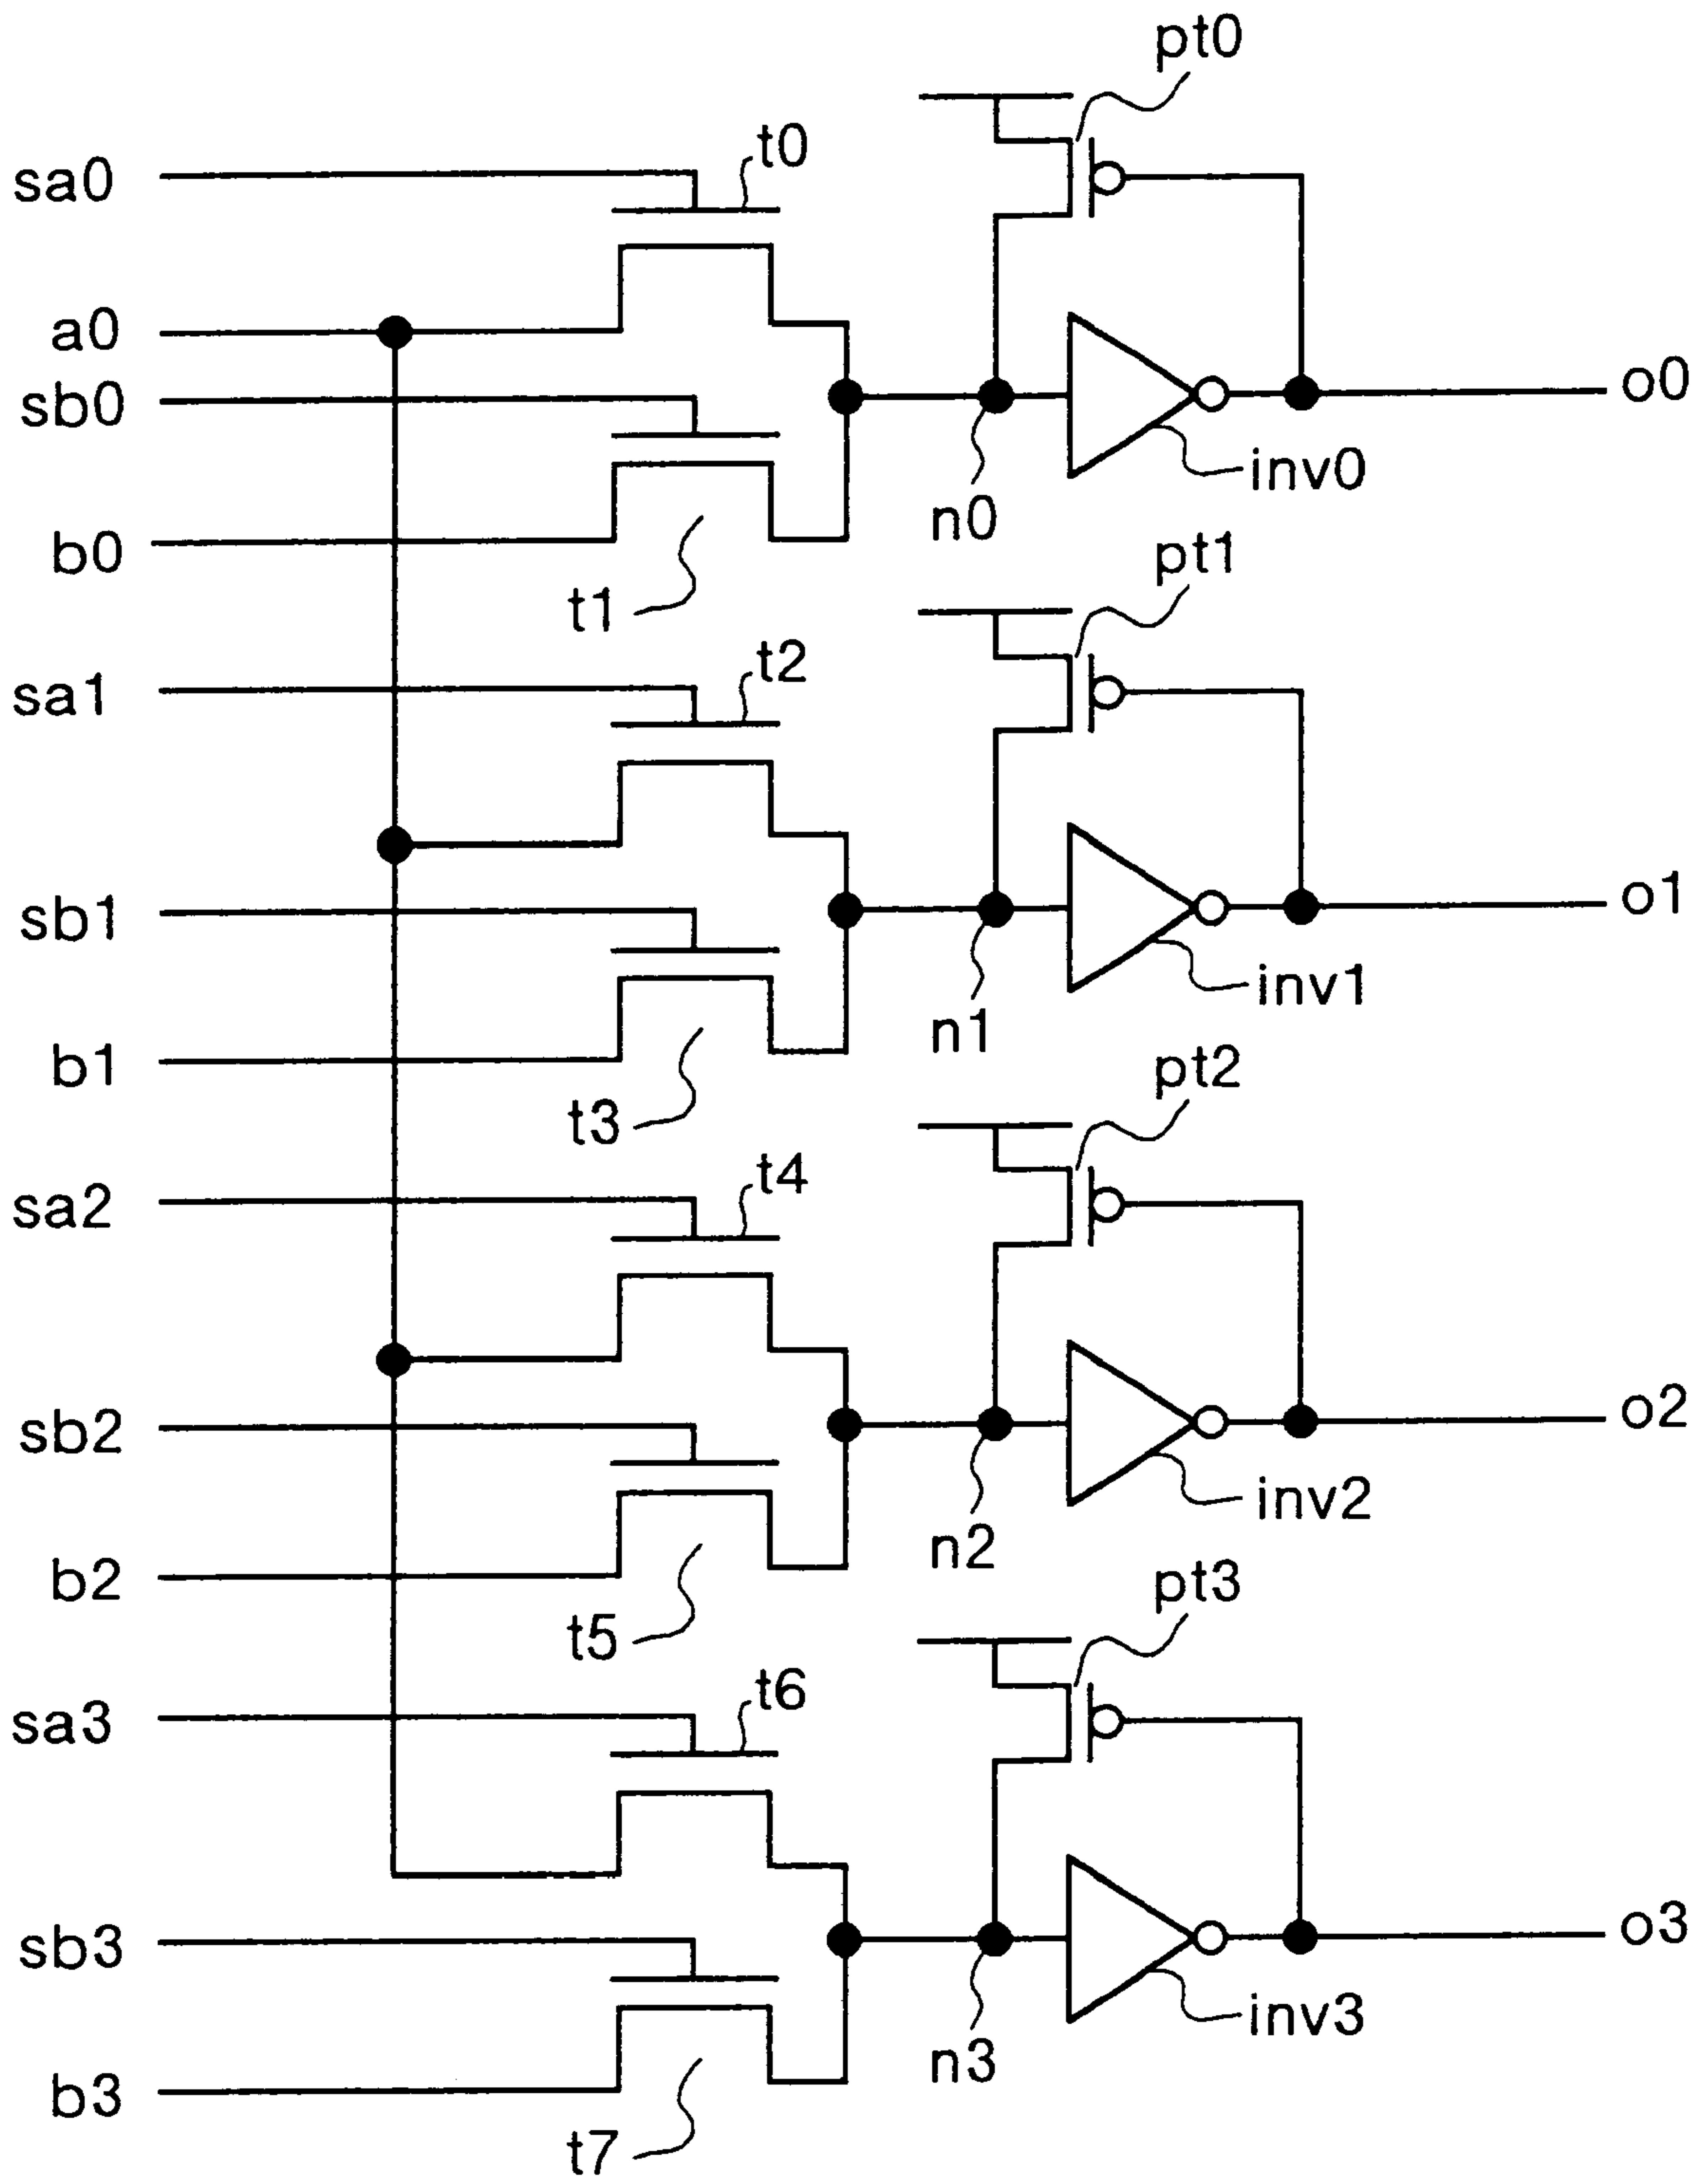 pt0
t0
sa0
a0
o0
sb0
inv0
n0
b0
pt1
t1
t2
sa1
o1
sb1
inv1
n1
b1
pt2
t3
t4
sa2
o2
sb2
inv2
n2
b2
pt3
t5
t6
sa3
o3
sb3
inv3
n3
b3
t7